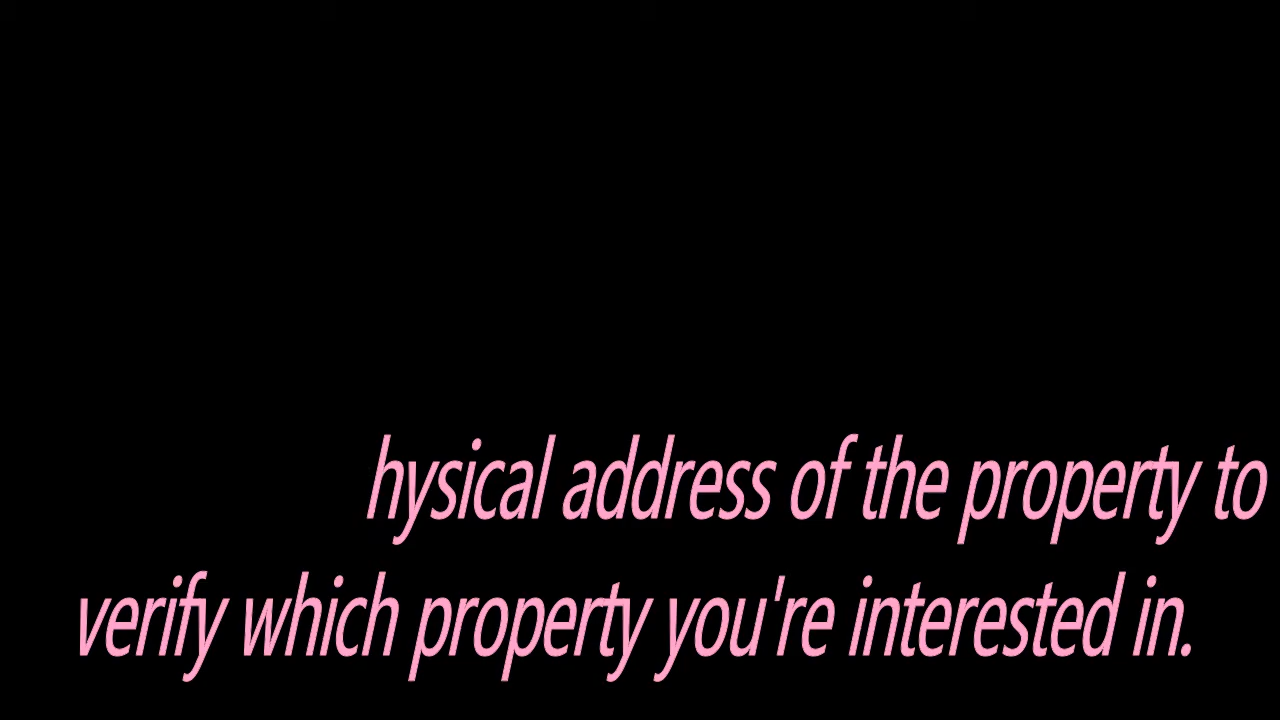 hysical address of the property to
verify which property you're interested in.